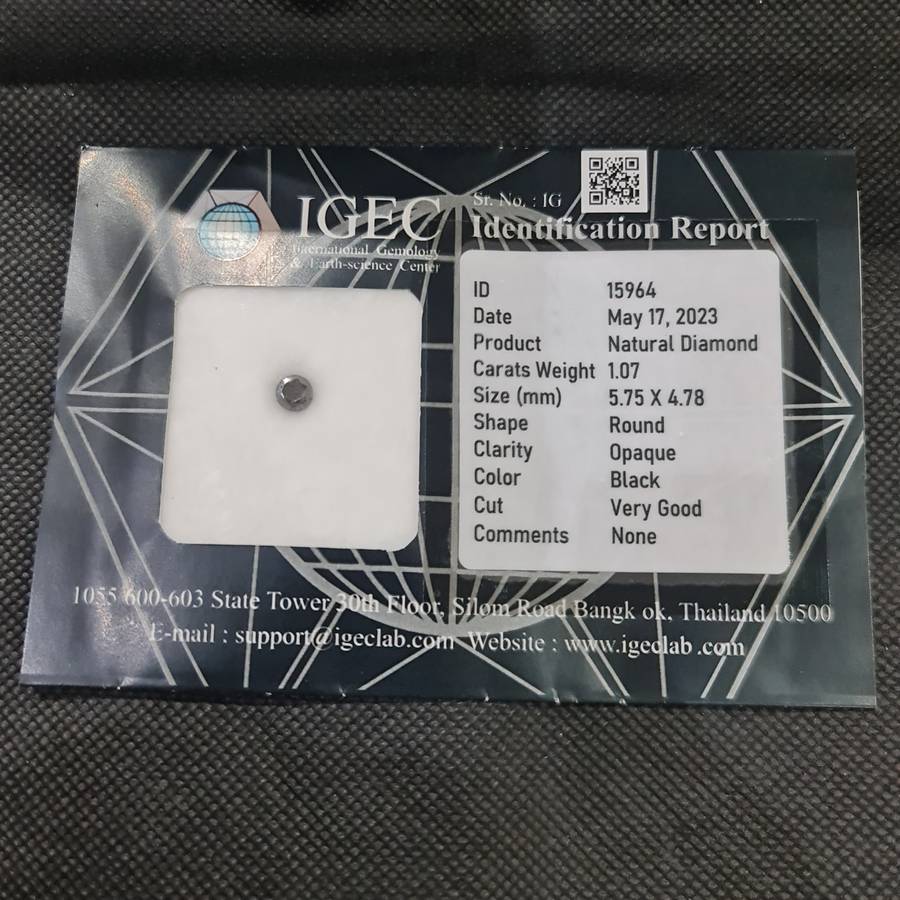 IGEC
International Gemology
& Earth-science Center
Sr. No. : IG
Identification Report
ID 15964
Date May 17, 2023
Product Natural Diamond
Carats Weight 1.07
Size (mm) 5.75 X 4.78
Shape Round
Clarity Opaque
Color Black
Cut Very Good
Comments None
1055 600-603 State Tower 30th Floor, Silom Road Bangk ok, Thailand 10500
E-mail : support@igeclab.com Website : www.igeclab .com